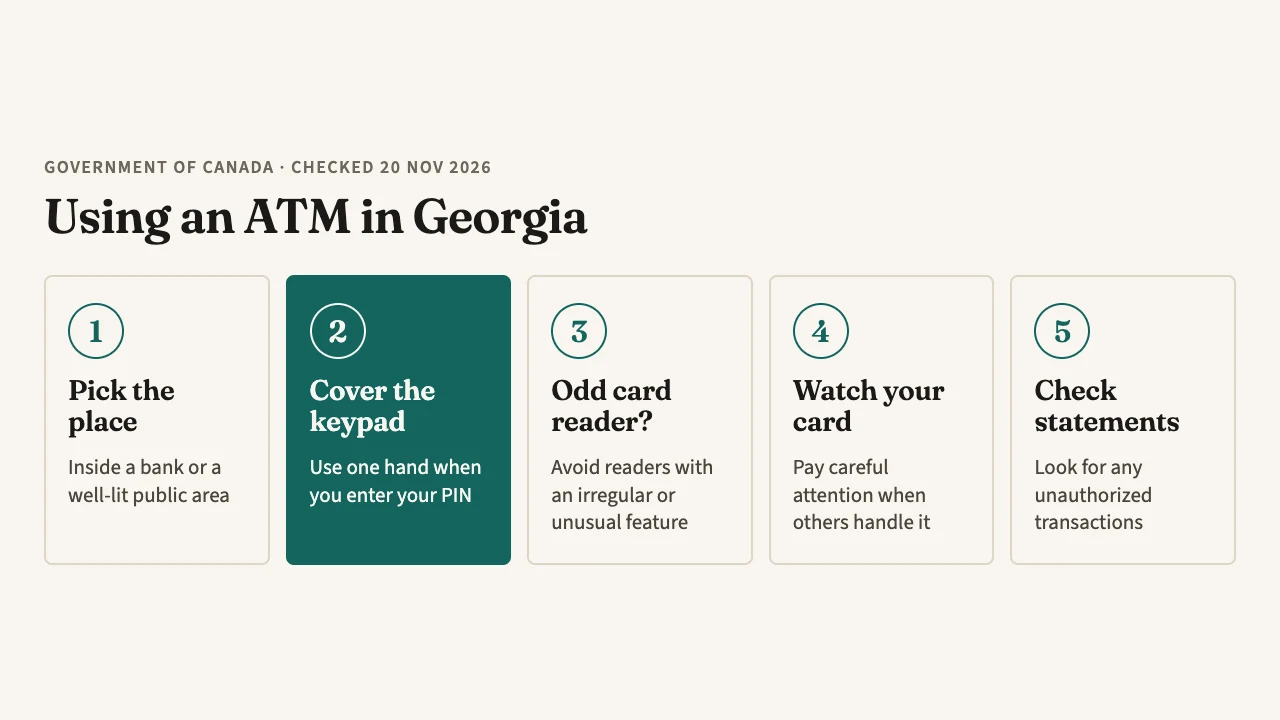 GOVERNMENT OF CANADA · CHECKED 20 NOV 2026
Using an ATM in Georgia
1
Pick the
place
Inside a bank or a
well-lit public area
2
Cover the
keypad
Use one hand when
you enter your PIN
3
Odd card
reader?
Avoid readers with
an irregular or
unusual feature
4
Watch your
card
Pay careful
attention when
others handle it
5
Check
statements
Look for any
unauthorized
transactions